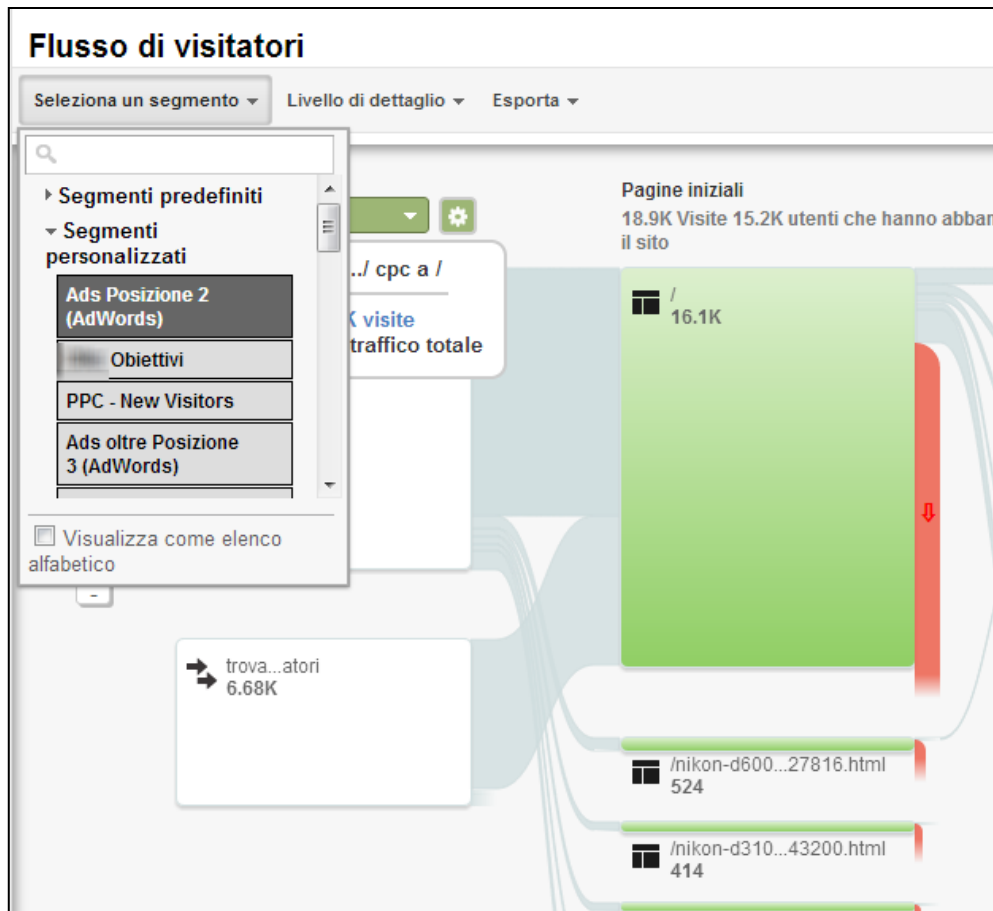 Flusso di visitatori
Seleziona un segmento Livello di dettaglio Esporta
Segmenti predefiniti
Segmenti
personalizzati
Ads Posizione 2
(AdWords)
Obiettivi
PPC - New Visitors
Ads oltre Posizione
3 (AdWords)
Visualizza come elenco
alfabetico
../ cpc a /
K visite
traffico totale
-
trova...atori
6.68K
Pagine iniziali
18.9K Visite 15.2K utenti che hanno abban
il sito
/
16.1K
/nikon-d600...27816.html
524
/nikon-d310...43200.html
414